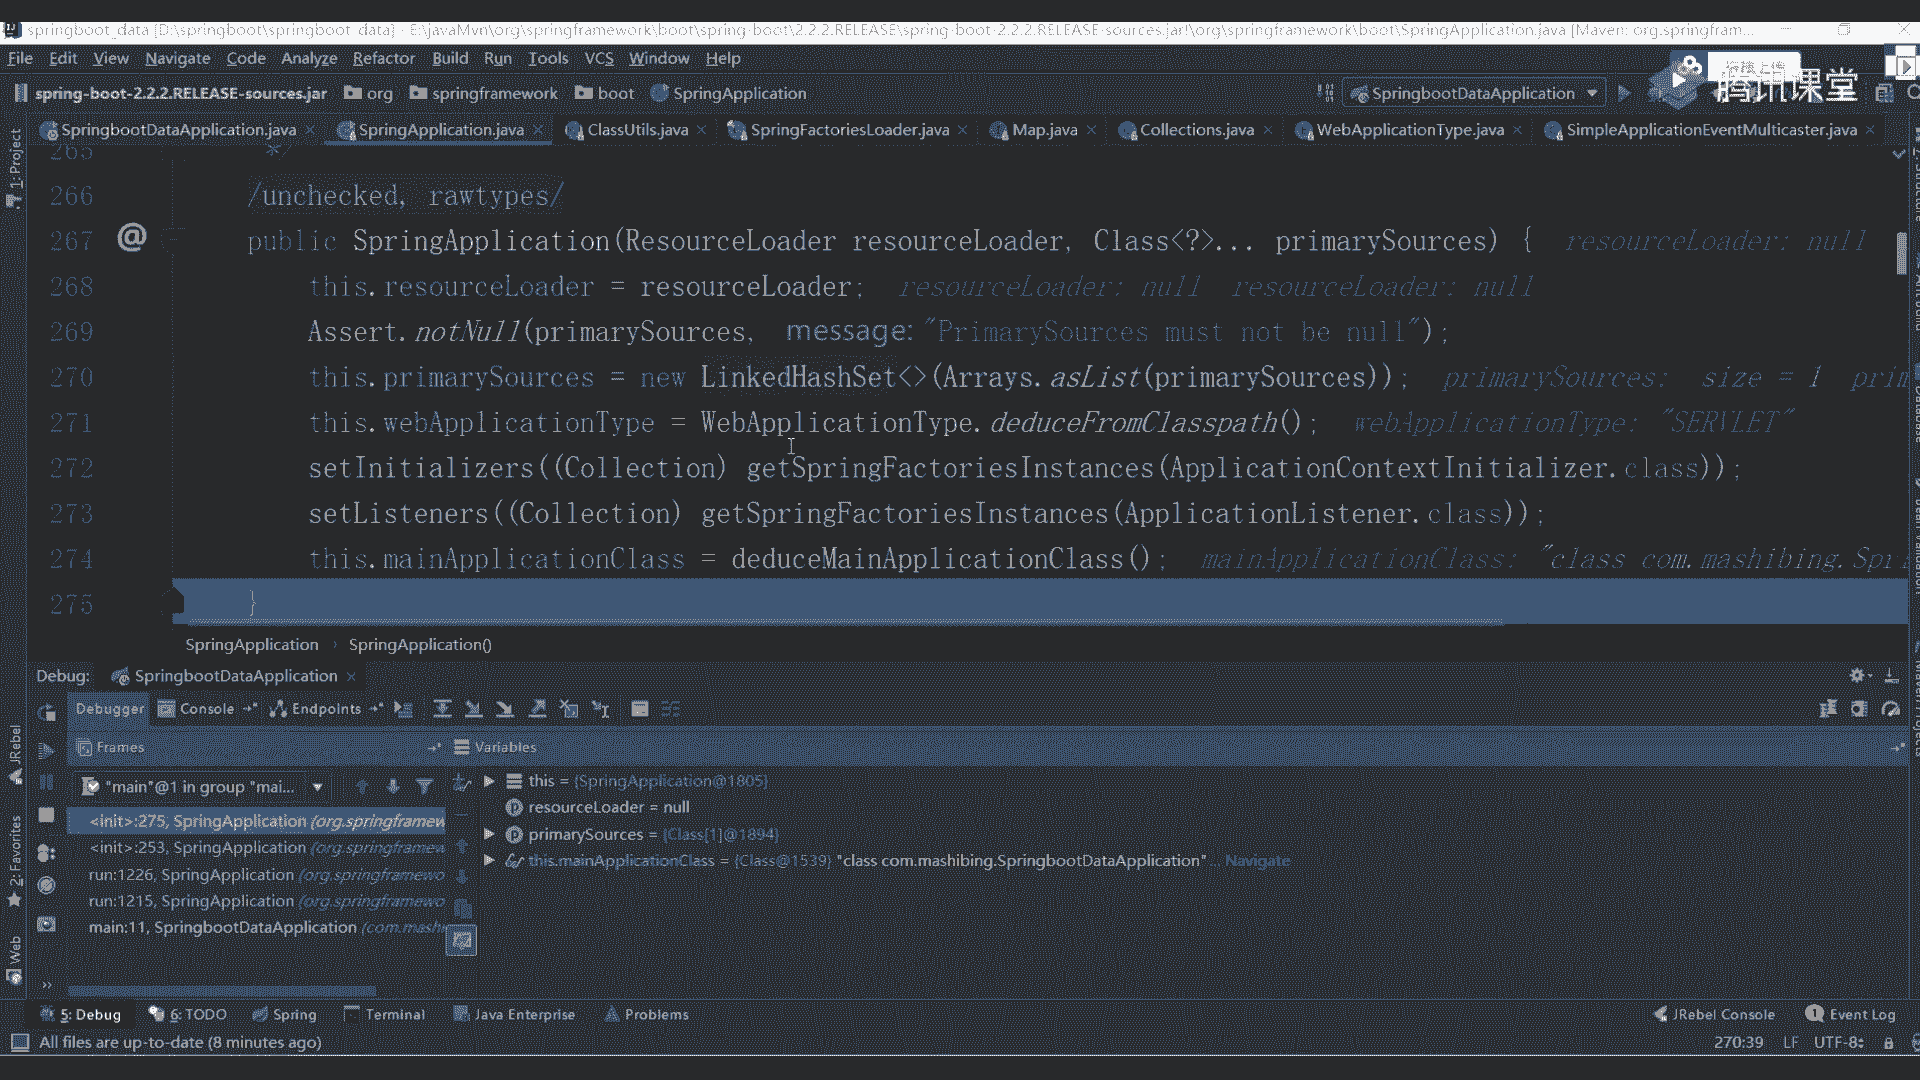 springboot_data [D:\springboot\springboot_data] - E:\javaMvn\org\springframework\boot\spring-boot\2.2.2.RELEASE\spring-boot-2.2.2.RELEASE-sources.jar!\org\springframework\boot\SpringApplication.java [Maven: org.springfram...
File Edit View Navigate Code Analyze Refactor Build Run Tools VCS Window Help
腾讯课堂
spring-boot-2.2.2.RELEASE-sources.jar org springframework boot SpringApplication SpringbootDataApplication
SpringbootDataApplication.java SpringApplication.java ClassUtils.java SpringFactoriesLoader.java Map.java Collections.java WebApplicationType.java SimpleApplicationEventMulticaster.java
265 */
266 /unchecked, rawtypes/
267 @ public SpringApplication(ResourceLoader resourceLoader, Class<?>... primarySources) { resourceLoader: null
268 this.resourceLoader = resourceLoader; resourceLoader: null resourceLoader: null
269 Assert.notNull(primarySources, message: "PrimarySources must not be null");
270 this.primarySources = new LinkedHashSet<>(Arrays.asList(primarySources)); primarySources: size = 1 prim
271 this.webApplicationType = WebApplicationType.deduceFromClasspath(); webApplicationType: "SERVLET"
272 setInitializers((Collection) getSpringFactoriesInstances(ApplicationContextInitializer.class));
273 setListeners((Collection) getSpringFactoriesInstances(ApplicationListener.class));
274 this.mainApplicationClass = deduceMainApplicationClass(); mainApplicationClass: "class com.mashibing.Spri
275 }
SpringApplication › SpringApplication()
Debug: SpringbootDataApplication
Debugger Console Endpoints
Frames Variables
"main"@1 in group "mai...
<init>:275, SpringApplication (org.springframew
<init>:253, SpringApplication (org.springframew
run:1226, SpringApplication (org.springframewo
run:1215, SpringApplication (org.springframewo
main:11, SpringbootDataApplication (com.mashi
this = {SpringApplication@1805}
resourceLoader = null
primarySources = {Class[1]@1894}
this.mainApplicationClass = {Class@1539} "class com.mashibing.SpringbootDataApplication" ... Navigate
1: Project
JRebel
2: Favorites
Web
5: Debug 6: TODO Spring Terminal Java Enterprise Problems JRebel Console 1 Event Log
All files are up-to-date (8 minutes ago) 270:39 LF UTF-8